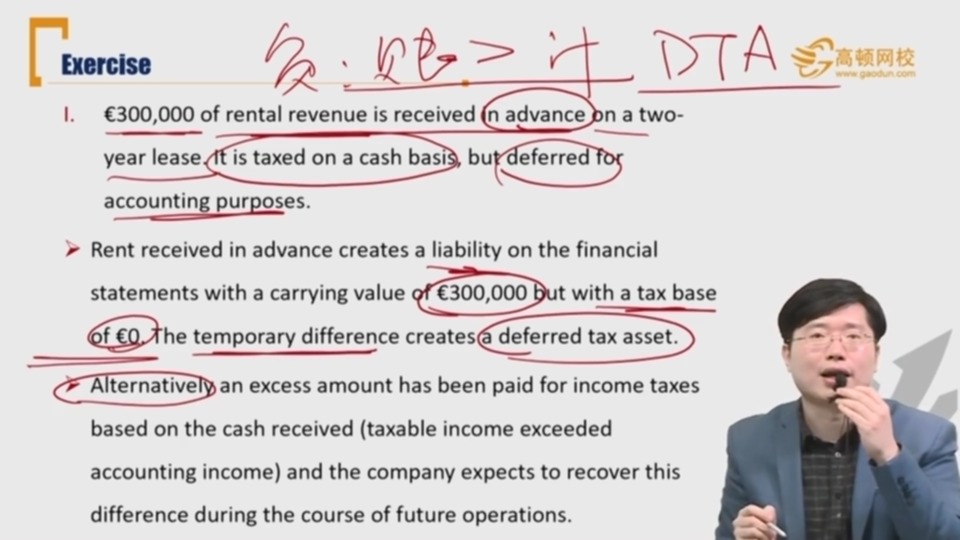 Exercise
负:账>计 DTA
高顿网校
www.gaodun.com
I. €300,000 of rental revenue is received in advance on a two-
year lease. It is taxed on a cash basis, but deferred for
accounting purposes.
Rent received in advance creates a liability on the financial
statements with a carrying value of €300,000 but with a tax base
of €0. The temporary difference creates a deferred tax asset.
Alternatively an excess amount has been paid for income taxes
based on the cash received (taxable income exceeded
accounting income) and the company expects to recover this
difference during the course of future operations.